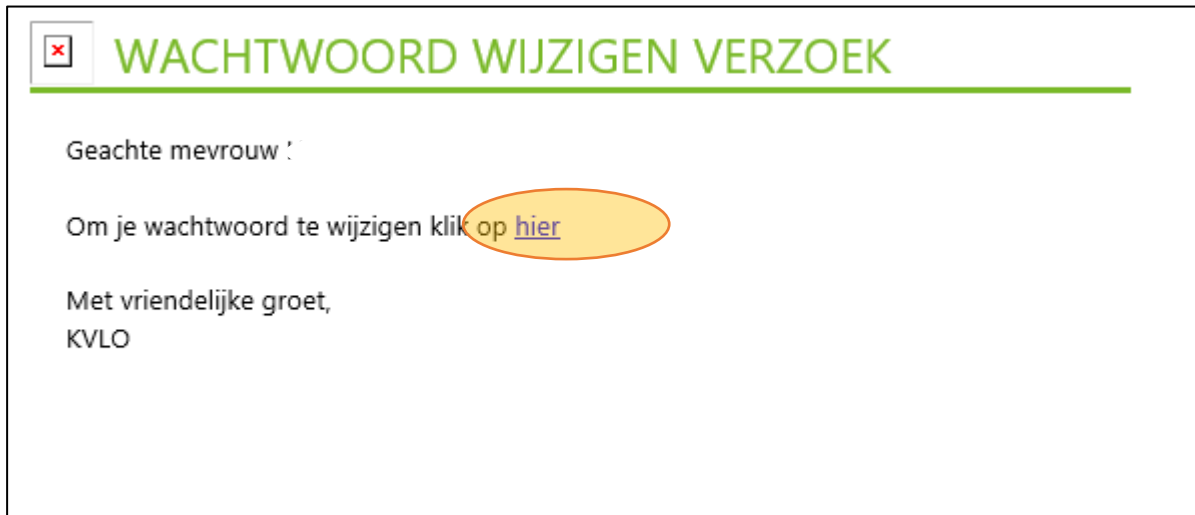 WACHTWOORD WIJZIGEN VERZOEK
Geachte mevrouw
Om je wachtwoord te wijzigen klik op hier
Met vriendelijke groet,
KVLO